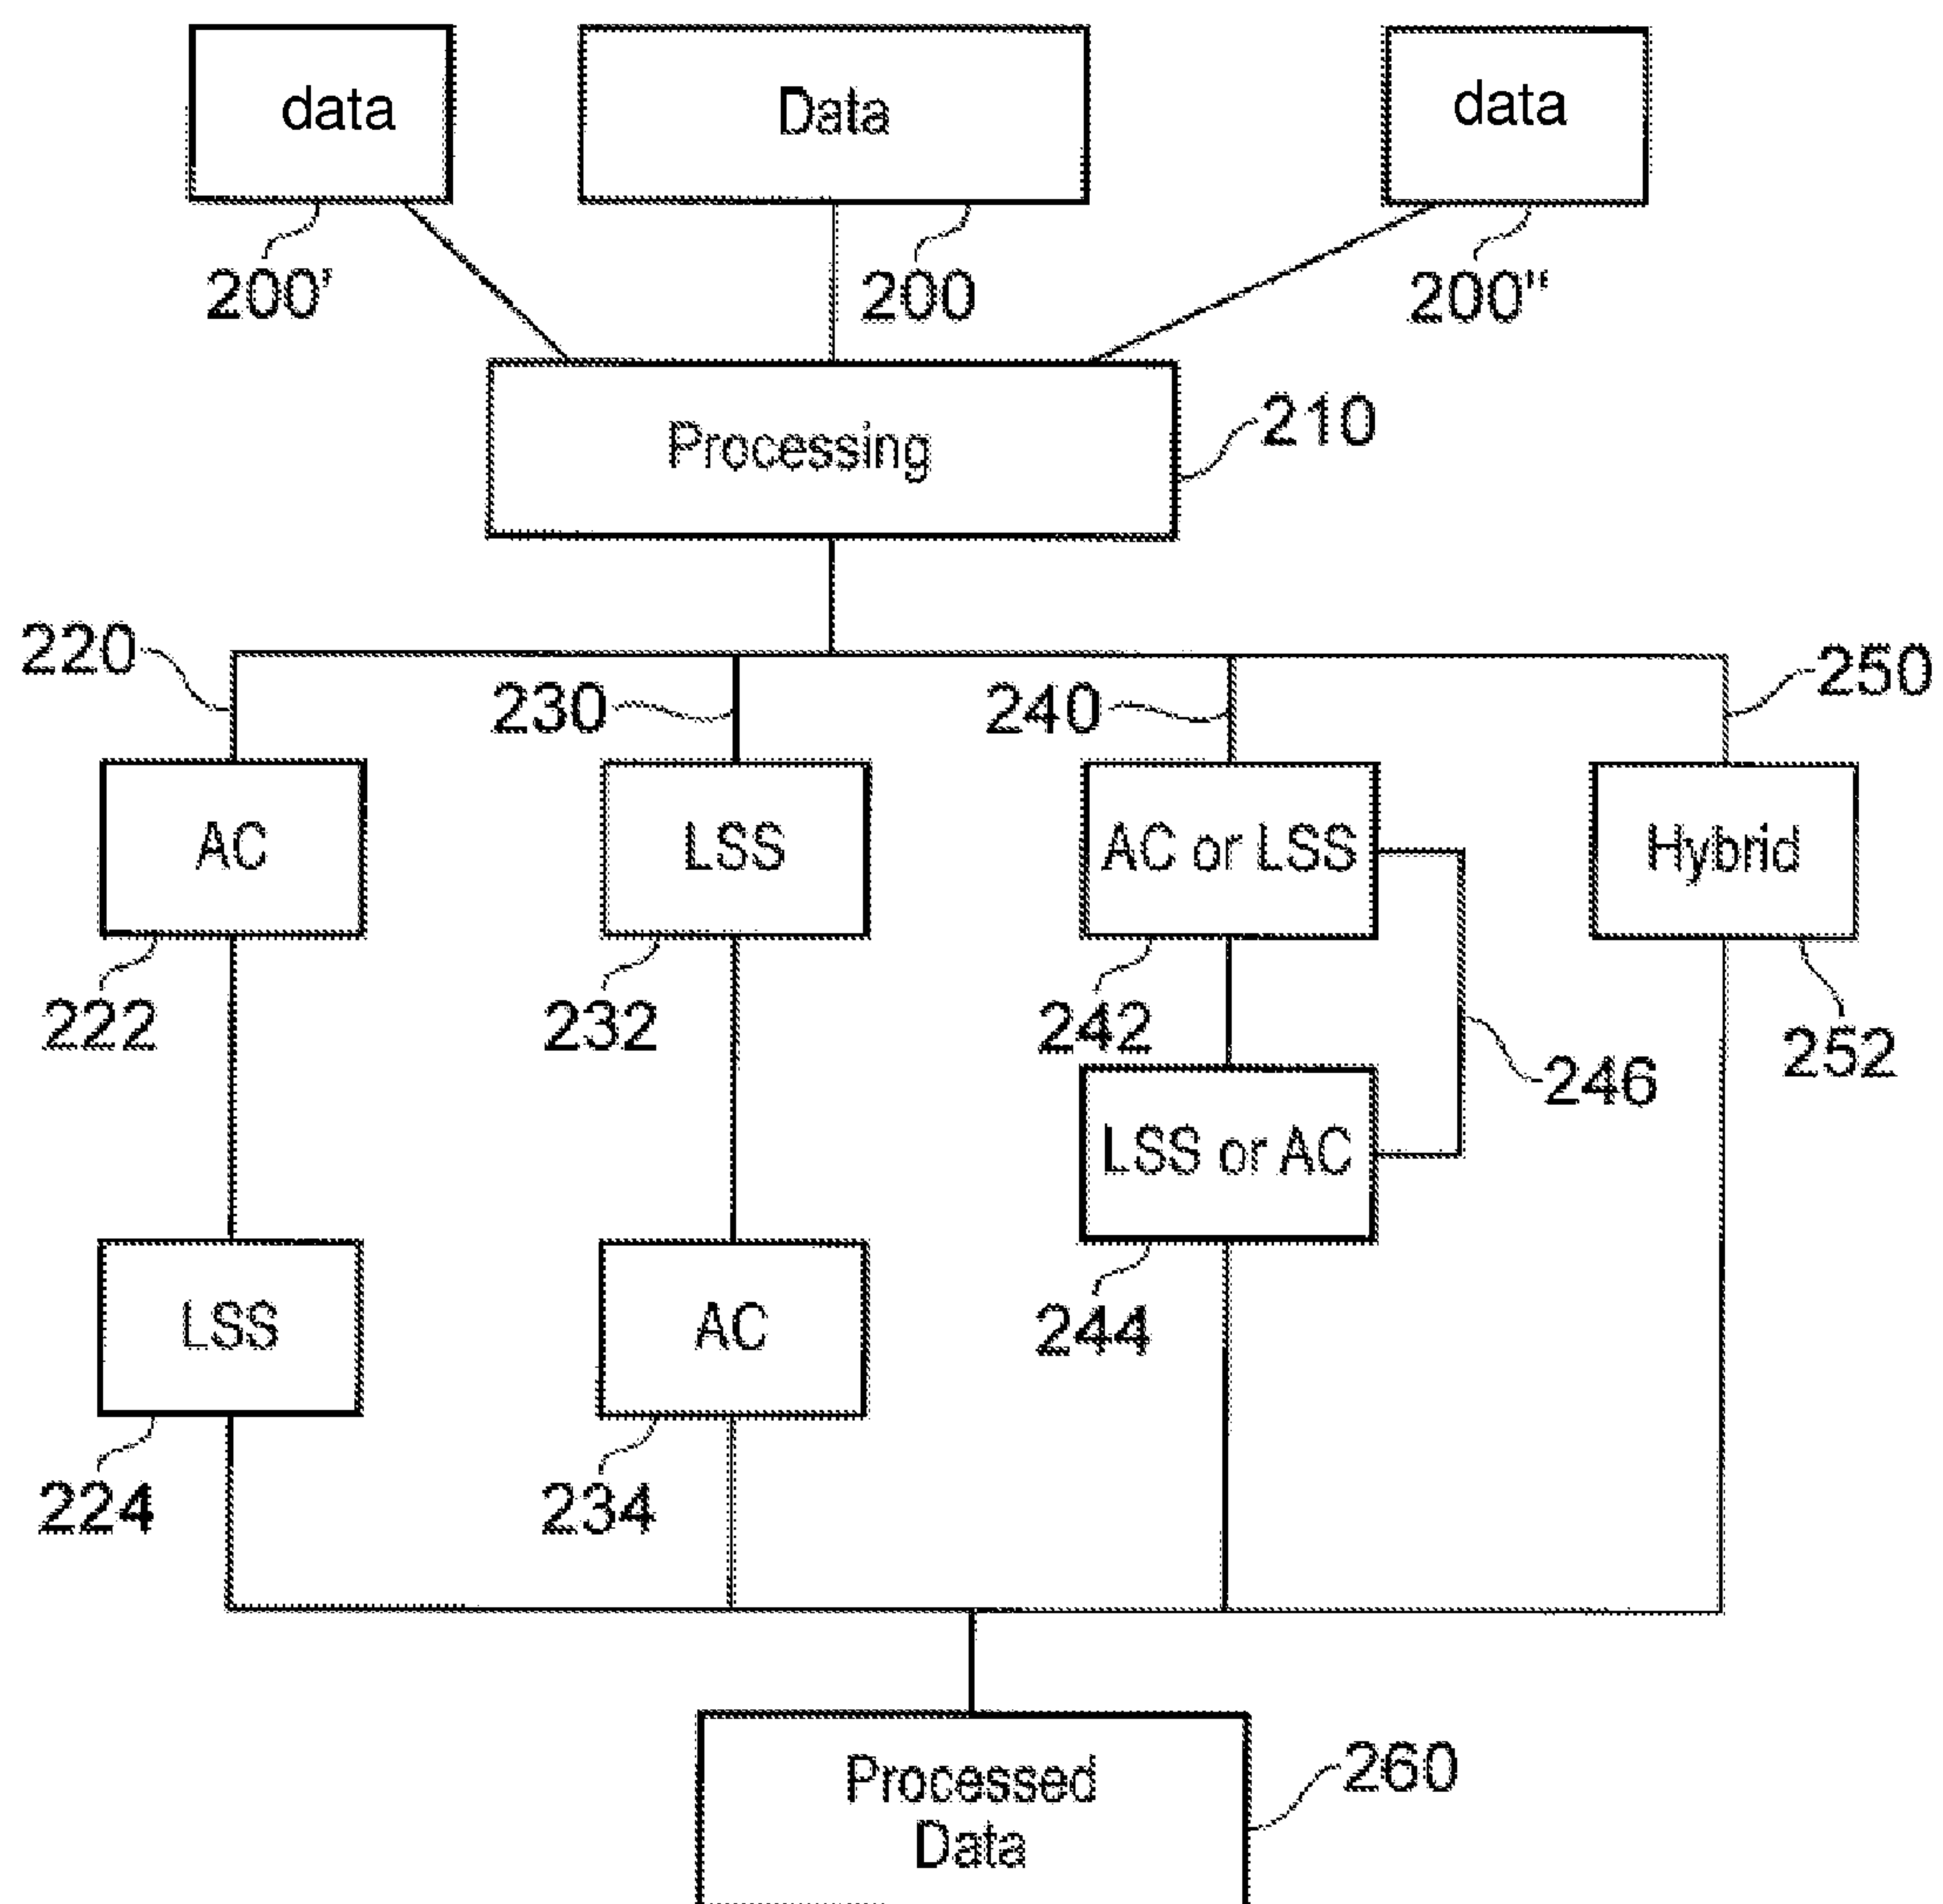 data
Data
data
200'
200
200"
Processing
210
220
230
240
250
AC
LSS
AC or LSS
Hybrid
222
232
242
252
246
LSS or AC
LSS
AC
244
224
234
Processed
Data
260